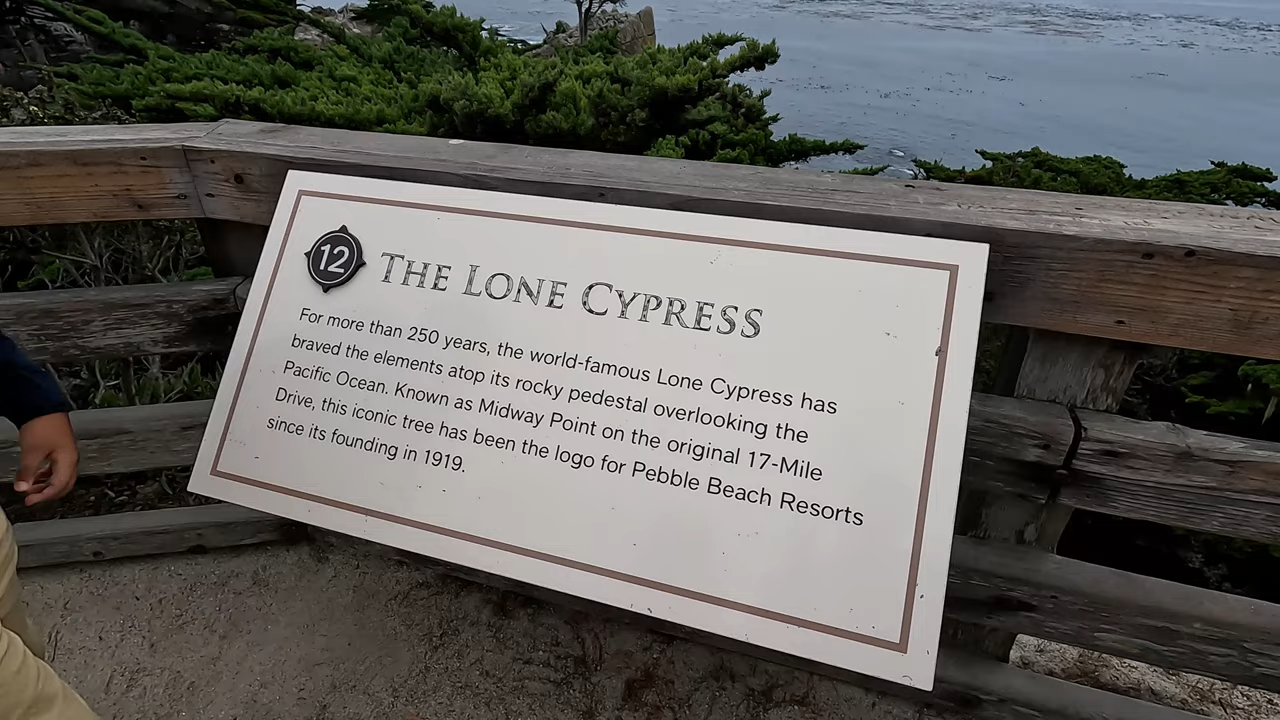 12
THE LONE CYPRESS
For more than 250 years, the world-famous Lone Cypress has
braved the elements atop its rocky pedestal overlooking the
Pacific Ocean. Known as Midway Point on the original 17-Mile
Drive, this iconic tree has been the logo for Pebble Beach Resorts
since its founding in 1919.